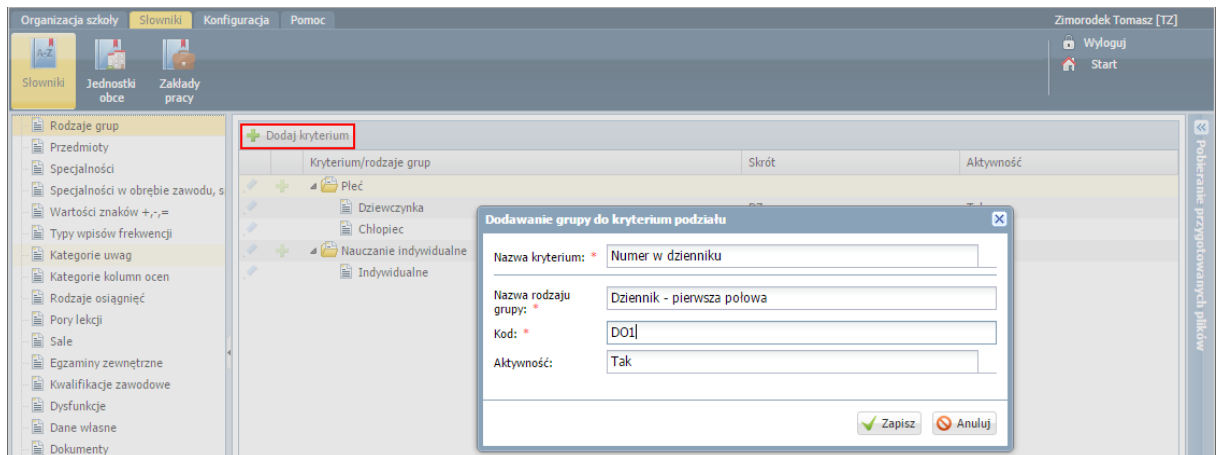 Organizacja szkoły Słowniki Konfiguracja Pomoc Zimorodek Tomasz [TZ]
A-Z
Wyloguj
Start
Słowniki Jednostki obce Zakłady pracy
Rodzaje grup
Przedmioty
Specjalności
Specjalności w obrębie zawodu, s
Wartości znaków +,-,=
Typy wpisów frekwencji
Kategorie uwag
Kategorie kolumn ocen
Rodzaje osiągnięć
Pory lekcji
Sale
Egzaminy zewnętrzne
Kwalifikacje zawodowe
Dysfunkcje
Dane własne
Dokumenty
Dodaj kryterium
Kryterium/rodzaje grup Skrót Aktywność
Płeć
Dziewczynka
Chłopiec
Nauczanie indywidualne
Indywidualne
Dodawanie grupy do kryterium podziału
Nazwa kryterium: * Numer w dzienniku
Nazwa rodzaju
grupy: * Dziennik - pierwsza połowa
Kod: * DO1
Aktywność: Tak
Zapisz Anuluj
Pobieranie przygotowanych plików